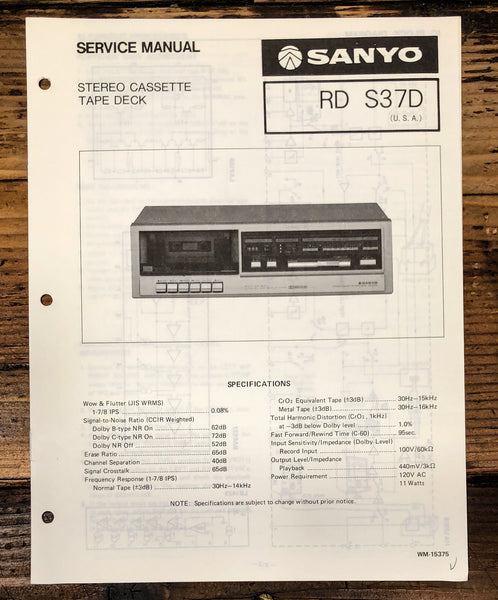 SERVICE MANUAL
SANYO
STEREO CASSETTE
TAPE DECK
RD S37D
(U. S. A.)
SANYO
SPECIFICATIONS
Wow & Flutter (JIS WRMS)
1-7/8 IPS 0.08%
Signal-to-Noise Ratio (CCIR Weighted)
Dolby B-type NR On 62dB
Dolby C-type NR On 72dB
Dolby NR Off 52dB
Erase Ratio 65dB
Channel Separation 40dB
Signal Crosstalk 65dB
Frequency Response (1-7/8 IPS)
Normal Tape (±3dB) 30Hz–14kHz
CrO₂ Equivalent Tape (±3dB) 30Hz–15kHz
Metal Tape (±3dB) 30Hz–16kHz
Total Harmonic Distortion (CrO₂, 1kHz)
at –3dB below Dolby level 1.0%
Fast Forward/Rewind Time (C-60) 95sec.
Input Sensitivity/Impedance (Dolby Level)
Record Input 100V/60kΩ
Output Level/Impedance
Playback 440mV/3kΩ
Power Requirement 120V AC
11 Watts
NOTE: Specifications are subject to change without prior notice.
WM-15375